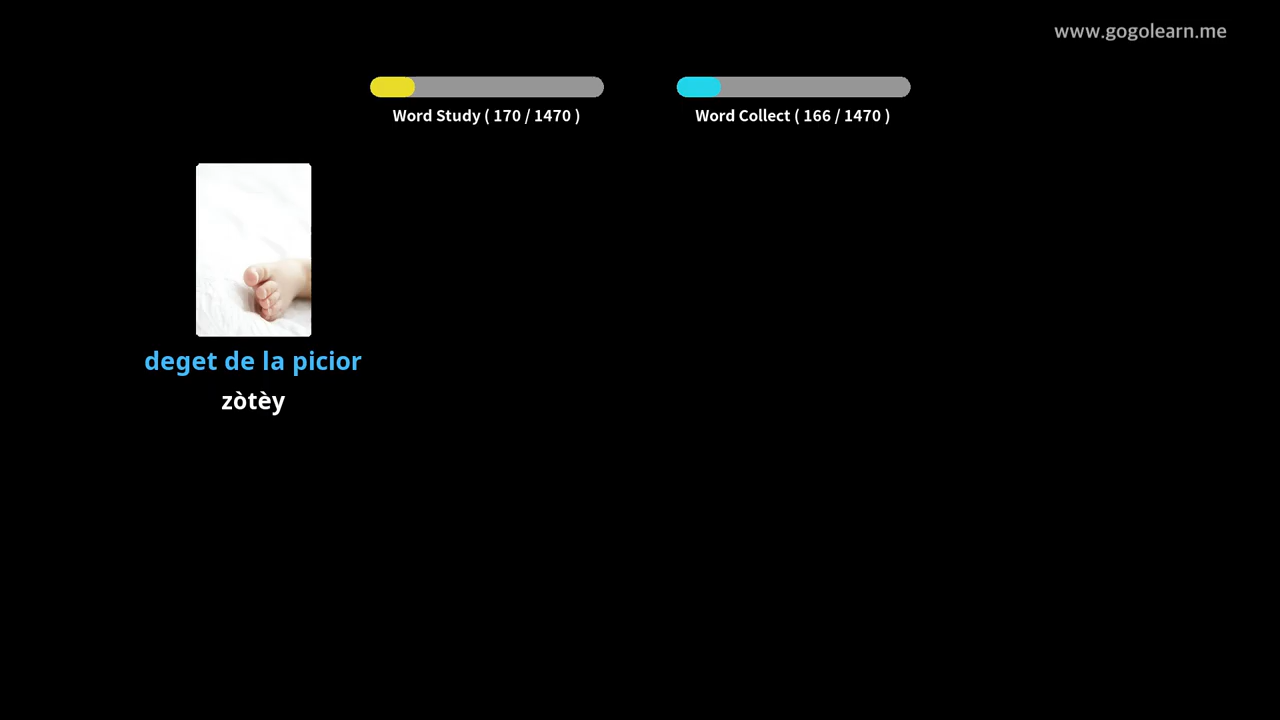 www.gogolearn.me
Word Study ( 170 / 1470 )
Word Collect ( 166 / 1470 )
deget de la picior
zòtèy